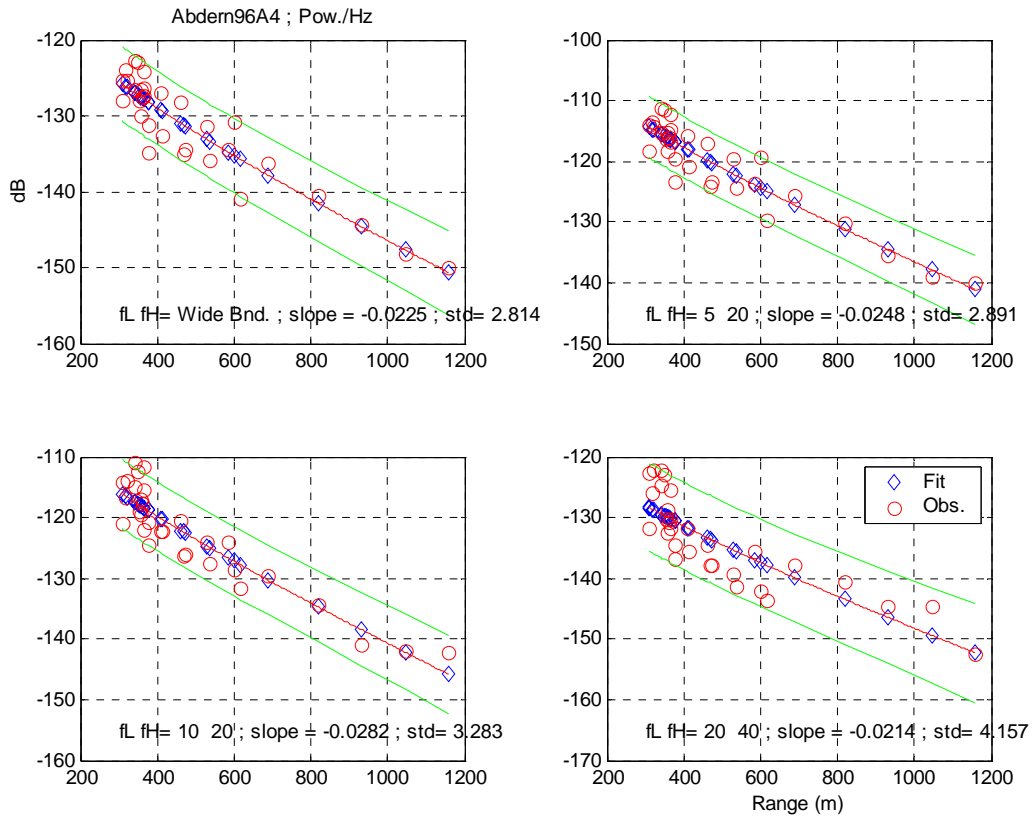 Abdern96A4 ; Pow./Hz
dB
-120
-130
-140
-150
-160
200 400 600 800 1000 1200
fL fH= Wide Bnd. ; slope = -0.0225 ; std= 2.814
-100
-110
-120
-130
-140
-150
200 400 600 800 1000 1200
fL fH= 5 20 ; slope = -0.0248 ; std= 2.891
-110
-120
-130
-140
-150
-160
200 400 600 800 1000 1200
fL fH= 10 20 ; slope = -0.0282 ; std= 3.283
-120
-130
-140
-150
-160
-170
200 400 600 800 1000 1200
Fit
Obs.
fL fH= 20 40 ; slope = -0.0214 ; std= 4.157
Range (m)